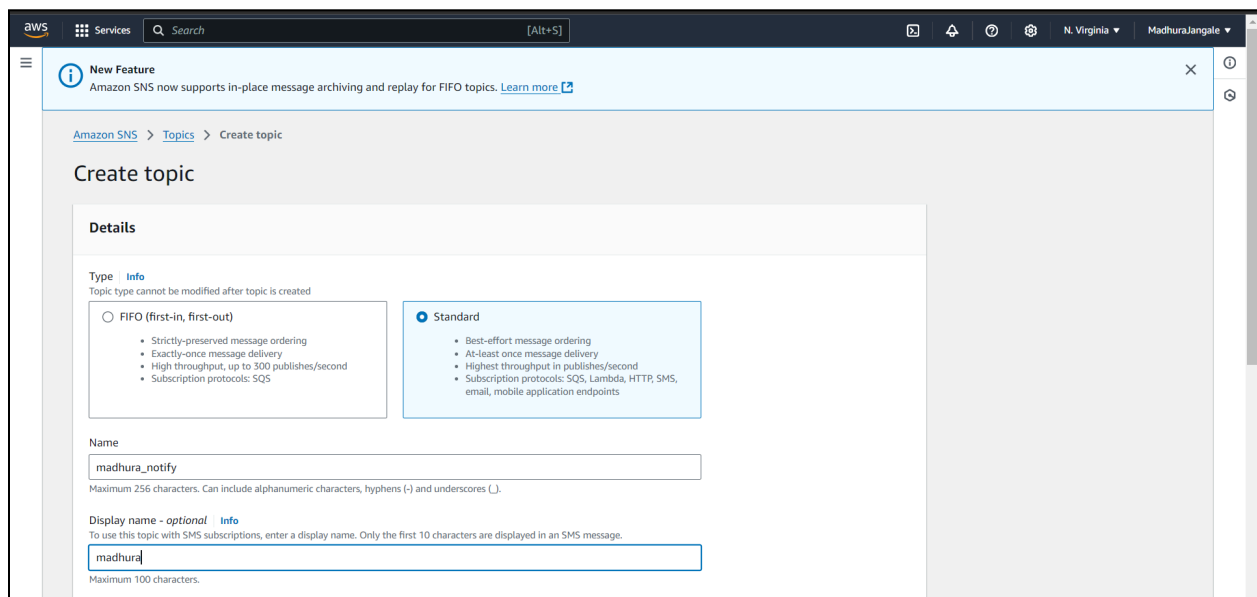 aws Services Search [Alt+S] N. Virginia MadhuraJangale
New Feature
Amazon SNS now supports in-place message archiving and replay for FIFO topics. Learn more
Amazon SNS > Topics > Create topic
Create topic
Details
Type Info
Topic type cannot be modified after topic is created
FIFO (first-in, first-out)
• Strictly-preserved message ordering
• Exactly-once message delivery
• High throughput, up to 300 publishes/second
• Subscription protocols: SQS
Standard
• Best-effort message ordering
• At-least once message delivery
• Highest throughput in publishes/second
• Subscription protocols: SQS, Lambda, HTTP, SMS,
email, mobile application endpoints
Name
madhura_notify
Maximum 256 characters. Can include alphanumeric characters, hyphens (-) and underscores (_).
Display name - optional Info
To use this topic with SMS subscriptions, enter a display name. Only the first 10 characters are displayed in an SMS message.
madhura
Maximum 100 characters.